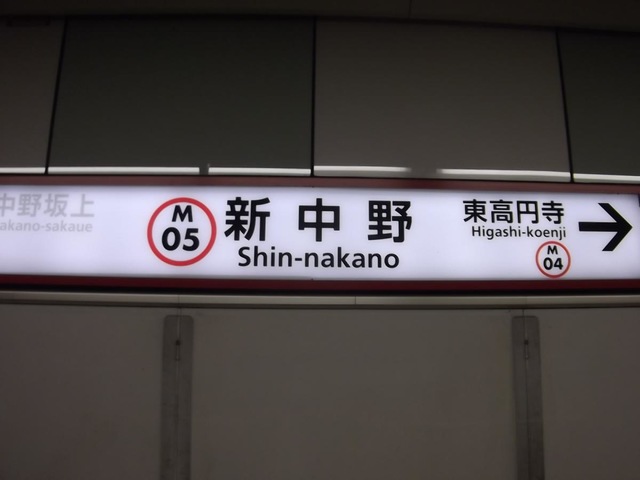 中野坂上
akano-sakaue
M
05
新中野
Shin-nakano
東高円寺
Higashi-koenji
M
04